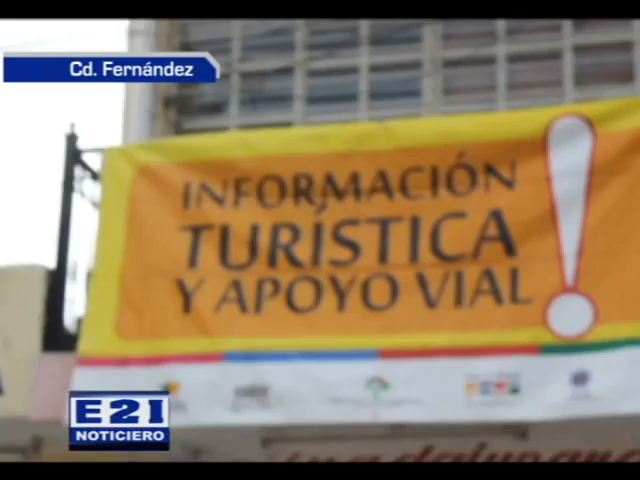 Cd. Fernández
INFORMACIÓN
TURÍSTICA
Y APOYO VIAL
!
E21
NOTICIERO